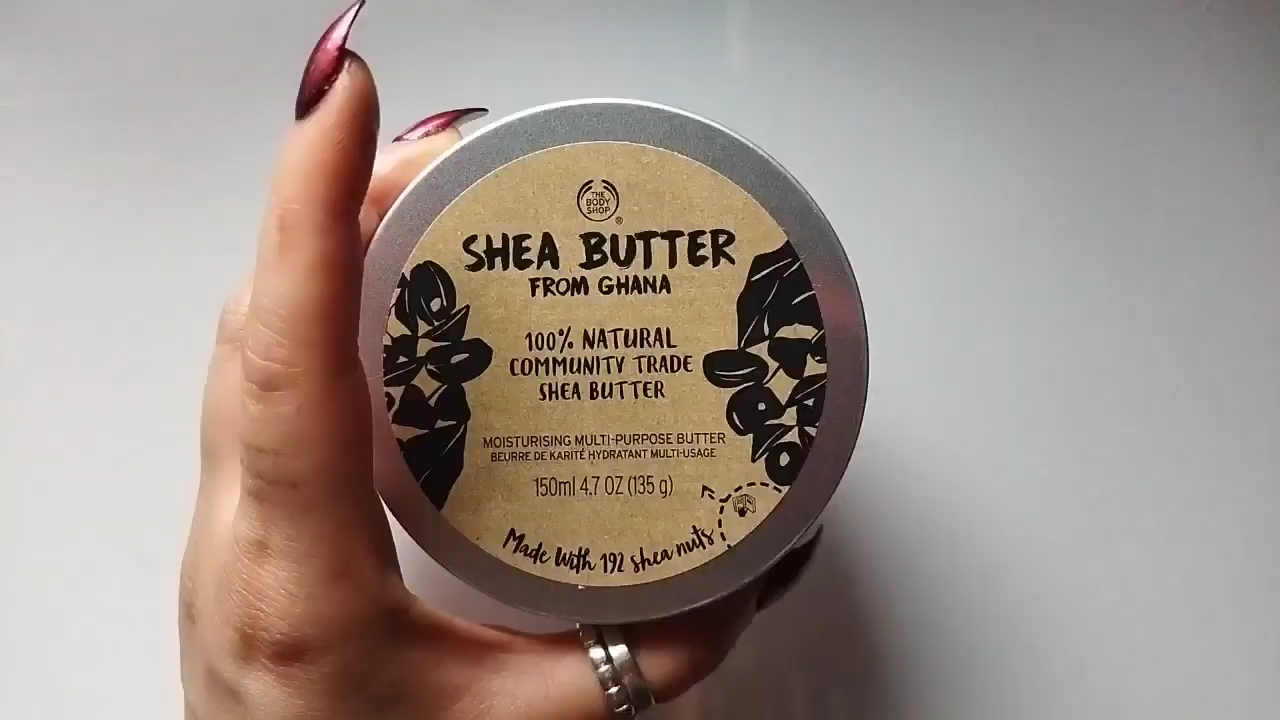 THE
BODY
SHOP
®
SHEA BUTTER
FROM GHANA
100% NATURAL
COMMUNITY TRADE
SHEA BUTTER
MOISTURISING MULTI-PURPOSE BUTTER
BEURRE DE KARITÉ HYDRATANT MULTI-USAGE
150ml 4.7 OZ (135 g)
Made With 192 shea nuts